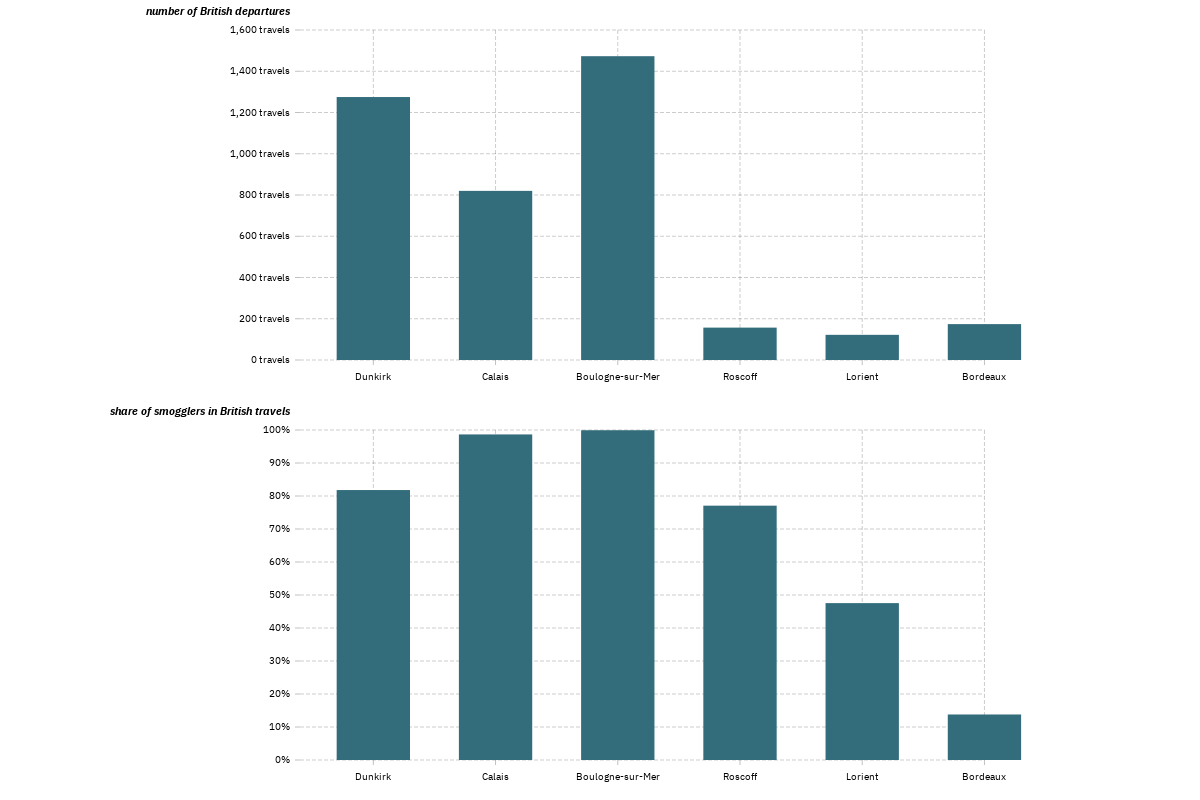 number of British departures
1,600 travels
1,400 travels
1,200 travels
1,000 travels
800 travels
600 travels
400 travels
200 travels
0 travels
Dunkirk Calais Boulogne-sur-Mer Roscoff Lorient Bordeaux
share of smogglers in British travels
100%
90%
80%
70%
60%
50%
40%
30%
20%
10%
0%
Dunkirk Calais Boulogne-sur-Mer Roscoff Lorient Bordeaux